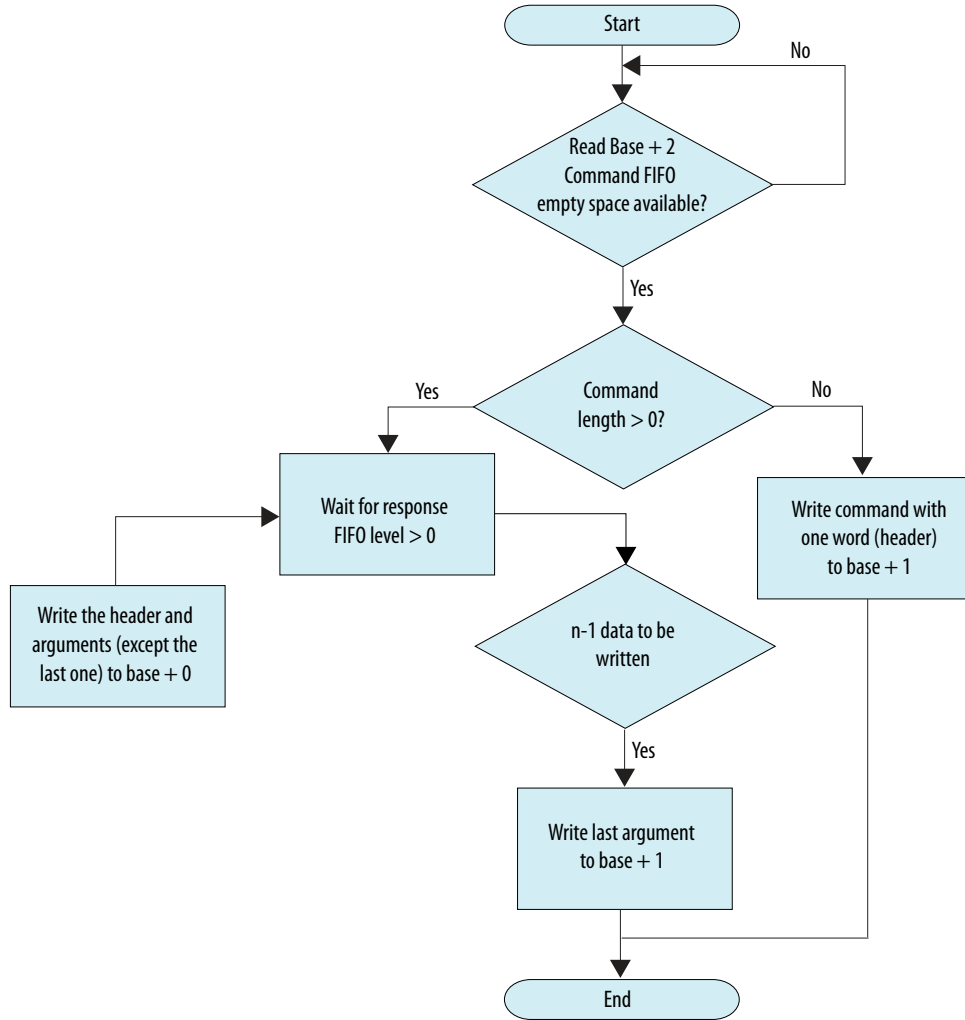 Start
No
Read Base + 2
Command FIFO
empty space available?
Yes
Command
length > 0?
Yes
No
Wait for response
FIFO level > 0
Write command with
one word (header)
to base + 1
Write the header and
arguments (except the
last one) to base + 0
n-1 data to be
written
Yes
Write last argument
to base + 1
End